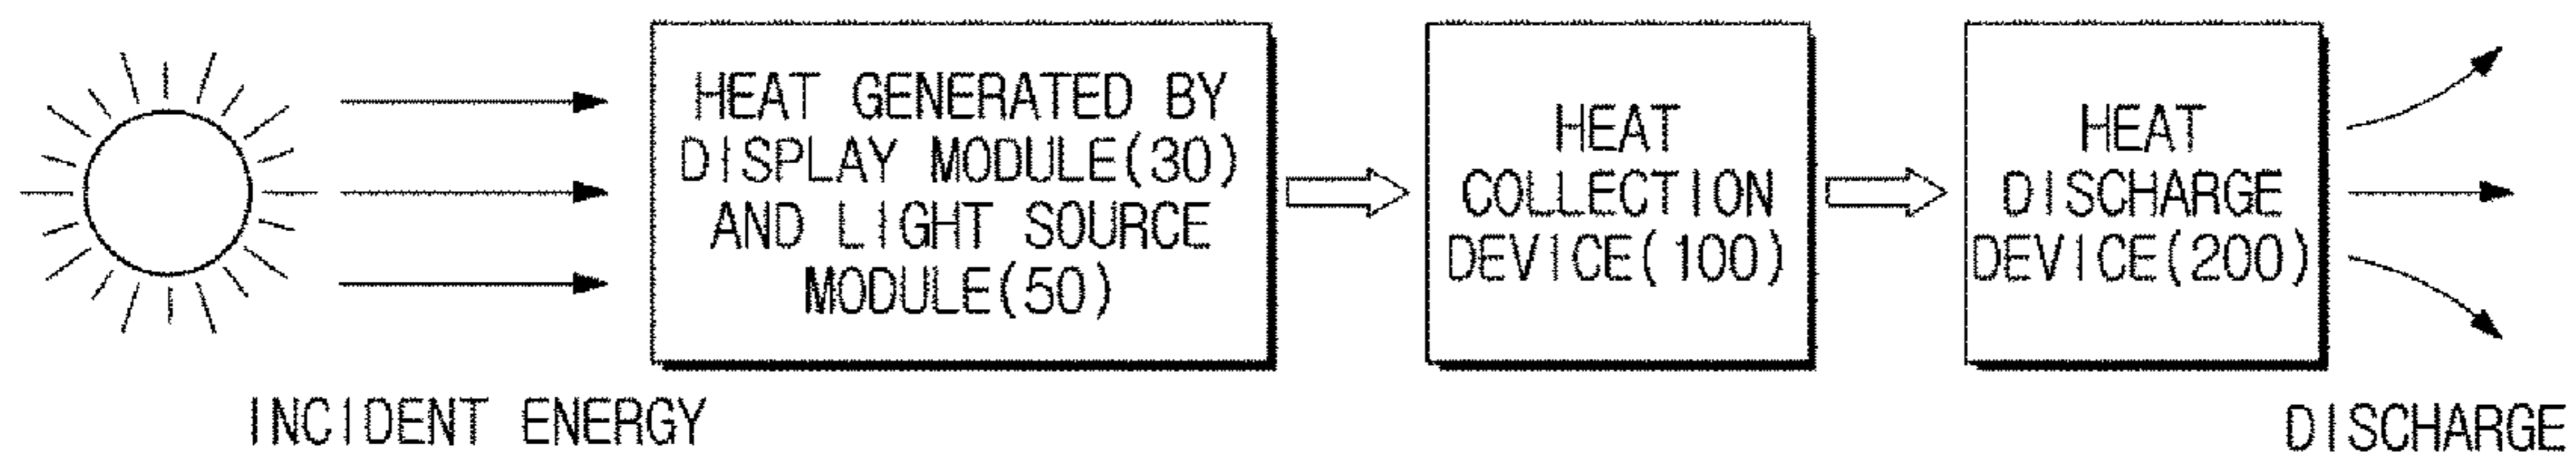 HEAT GENERATED BY
DISPLAY MODULE(30)
AND LIGHT SOURCE
MODULE(50)
HEAT
COLLECTION
DEVICE(100)
HEAT
DISCHARGE
DEVICE(200)
INCIDENT ENERGY
DISCHARGE